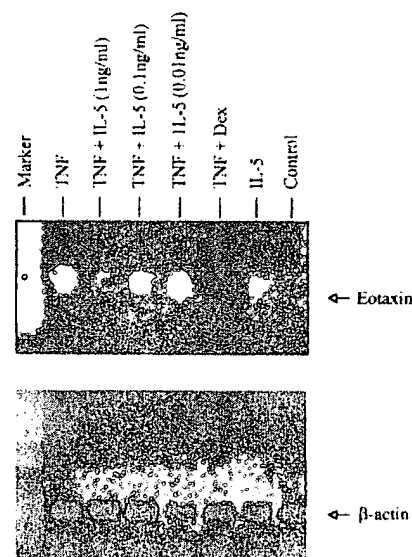 Marker
TNF
TNF + IL-5 (1ng/ml)
TNF + IL-5 (0.1ng/ml)
TNF + IL-5 (0.01ng/ml)
TNF + Dex
IL-5
Control
Eotaxin
β-actin